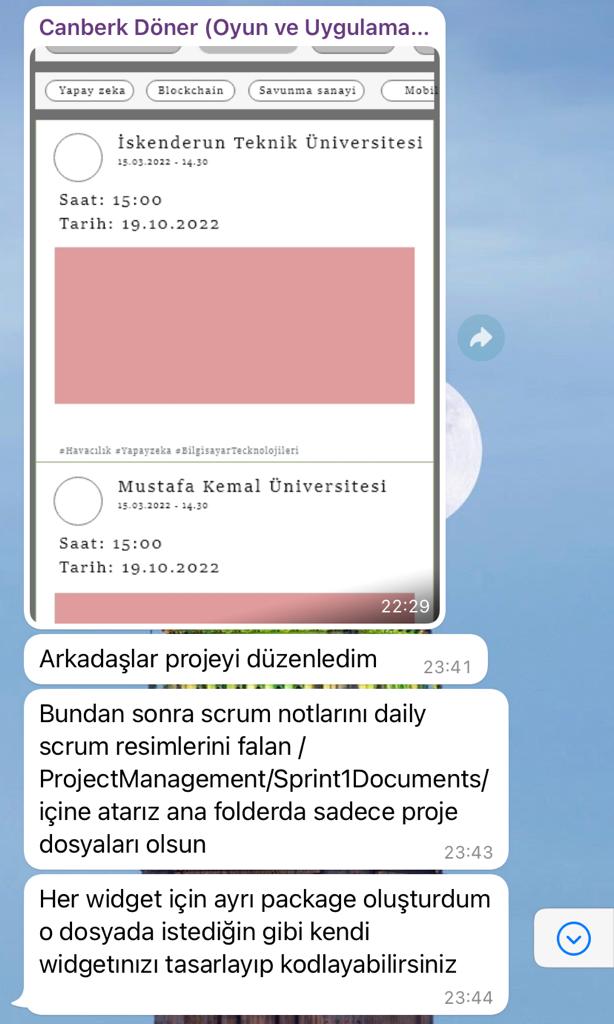 Canberk Döner (Oyun ve Uygulama...
Yapay zeka
Blockchain
Savunma sanayi
Mobil
İskenderun Teknik Üniversitesi
15.03.2022 - 14.30
Saat: 15:00
Tarih: 19.10.2022
#Havacılık #Yapayzeka #BilgisayarTecknolojileri
Mustafa Kemal Üniversitesi
15.03.2022 - 14.30
Saat: 15:00
Tarih: 19.10.2022
22:29
Arkadaşlar projeyi düzenledim
23:41
Bundan sonra scrum notlarını daily
scrum resimlerini falan /
ProjectManagement/Sprint1Documents/
içine atarız ana folderda sadece proje
dosyaları olsun
23:43
Her widget için ayrı package oluşturdum
o dosyada istediğin gibi kendi
widgetınızı tasarlayıp kodlayabilirsiniz
23:44